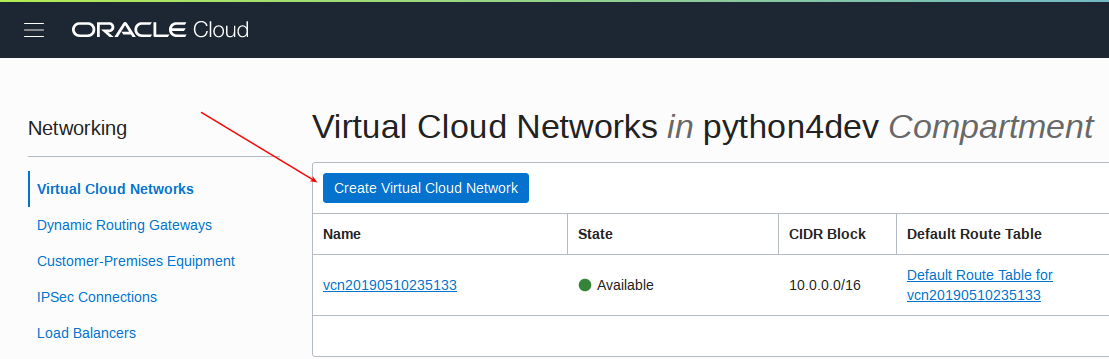 ORACLE Cloud
Networking
Virtual Cloud Networks
Dynamic Routing Gateways
Customer-Premises Equipment
IPSec Connections
Load Balancers
Virtual Cloud Networks in python4dev Compartment
Create Virtual Cloud Network
Name State CIDR Block Default Route Table
vcn20190510235133 Available 10.0.0.0/16 Default Route Table for
vcn20190510235133